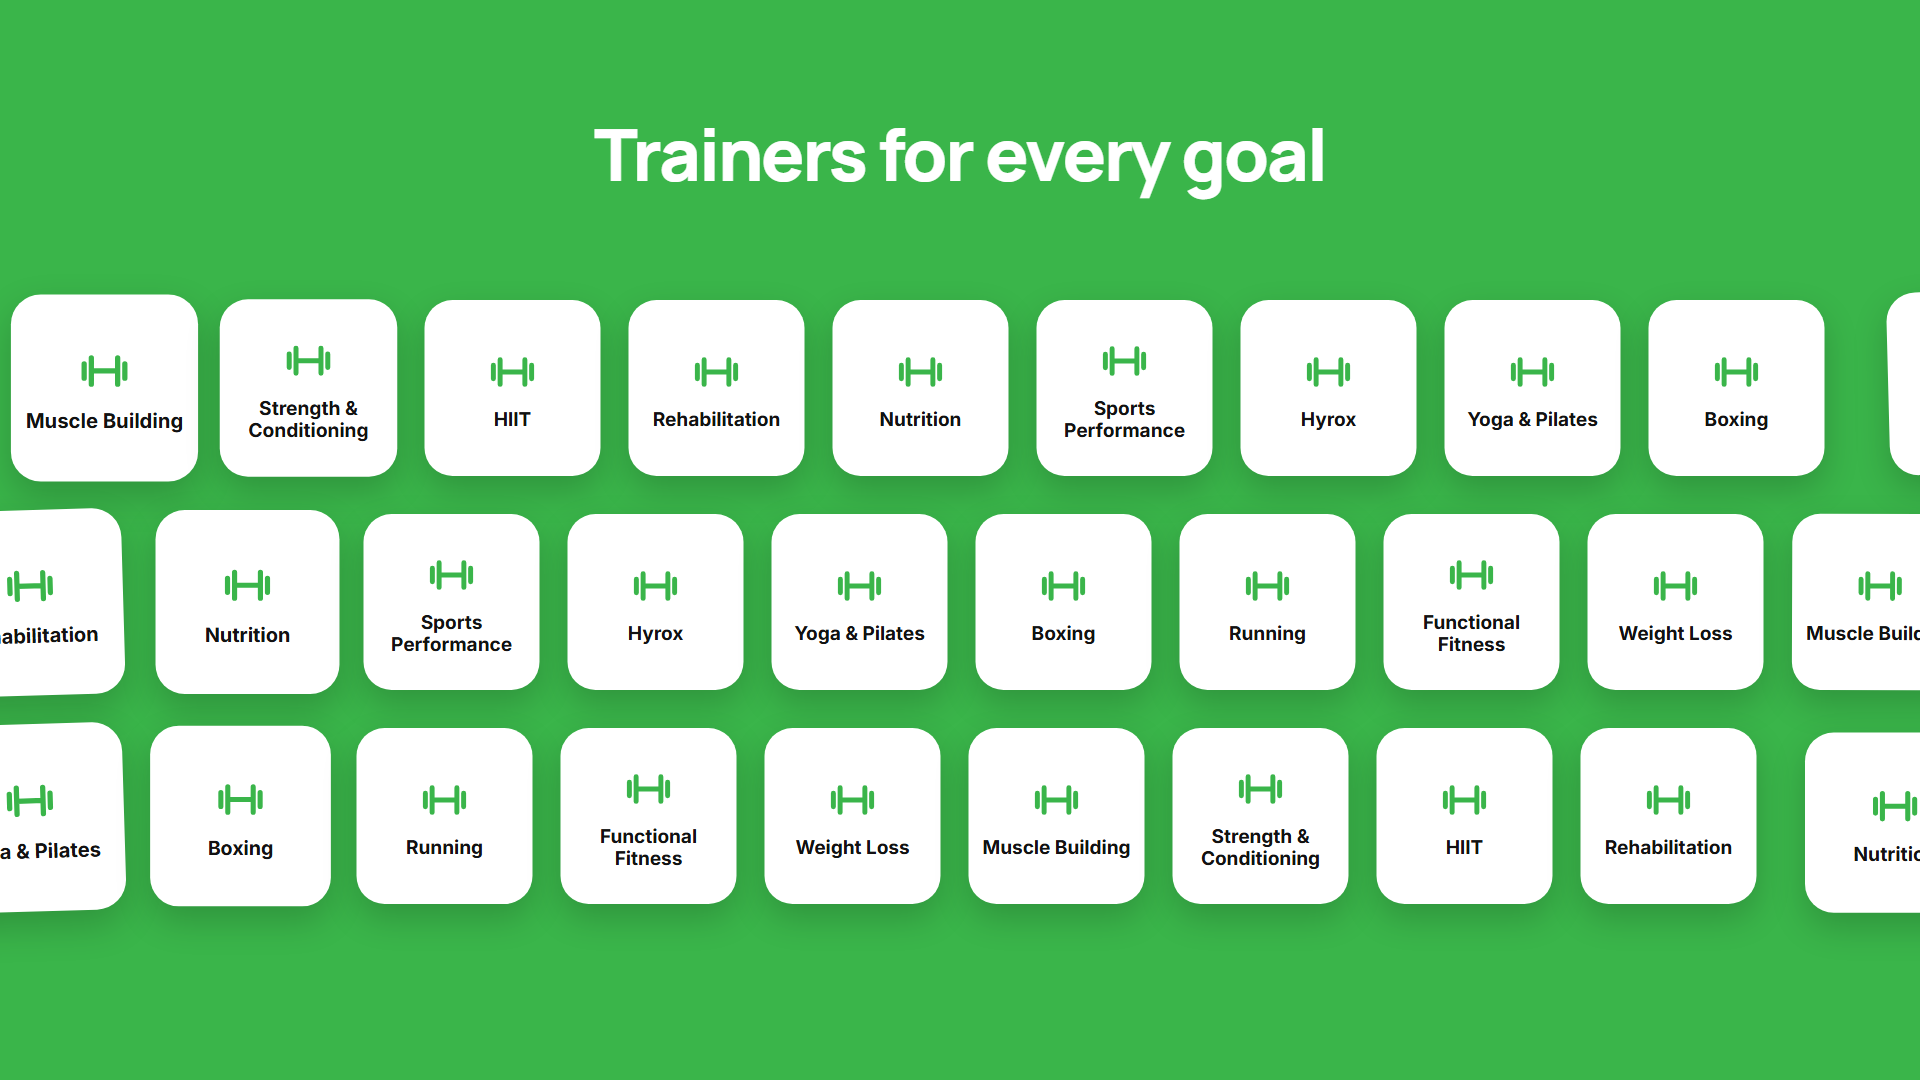 Trainers for every goal
Muscle Building
Strength &
Conditioning
HIIT
Rehabilitation
Nutrition
Sports
Performance
Hyrox
Yoga & Pilates
Boxing
abilitation
Nutrition
Sports
Performance
Hyrox
Yoga & Pilates
Boxing
Running
Functional
Fitness
Weight Loss
Muscle Build
a & Pilates
Boxing
Running
Functional
Fitness
Weight Loss
Muscle Building
Strength &
Conditioning
HIIT
Rehabilitation
Nutritio